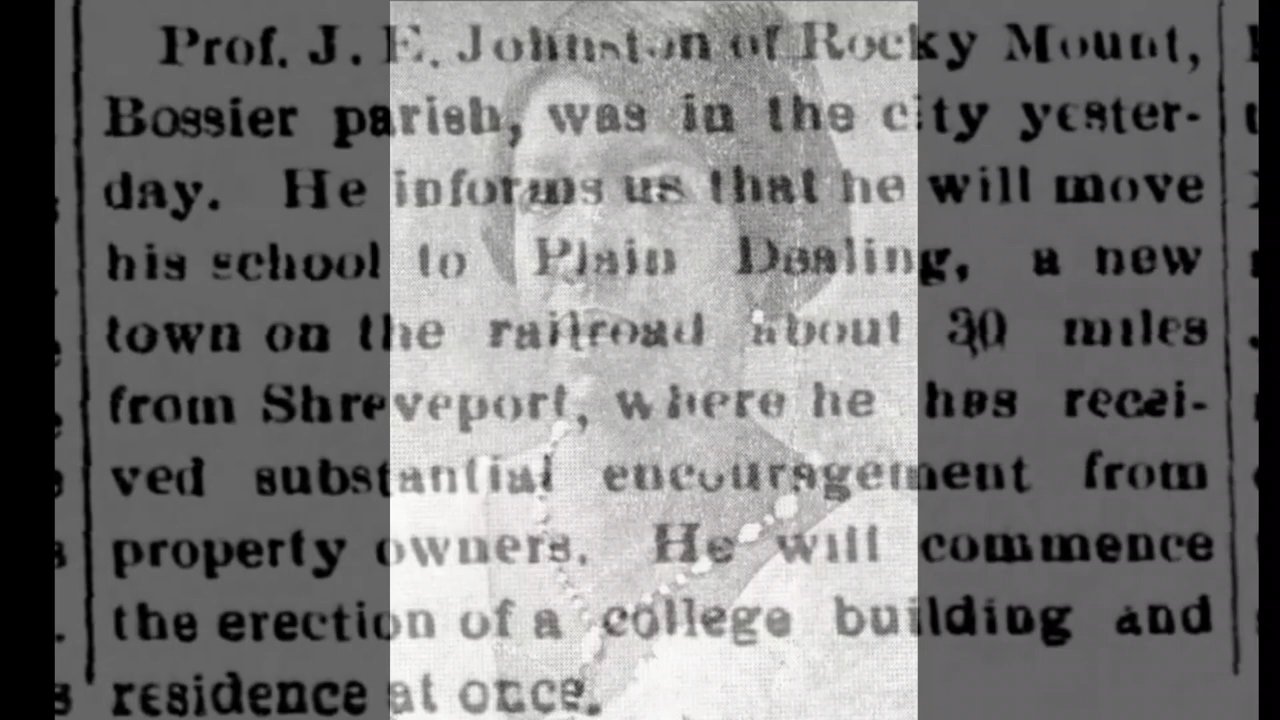 Prof. J. E. Johnston of Rocky Mount,
Bossier parish, was in the city yester-
day. He informs us that he will move
his school to Plain Dealing, a new
town on the railroad about 30 miles
from Shreveport, where he has recei-
ved substantial encouragement from
property owners. He will commence
the erection of a college building and
residence at once.